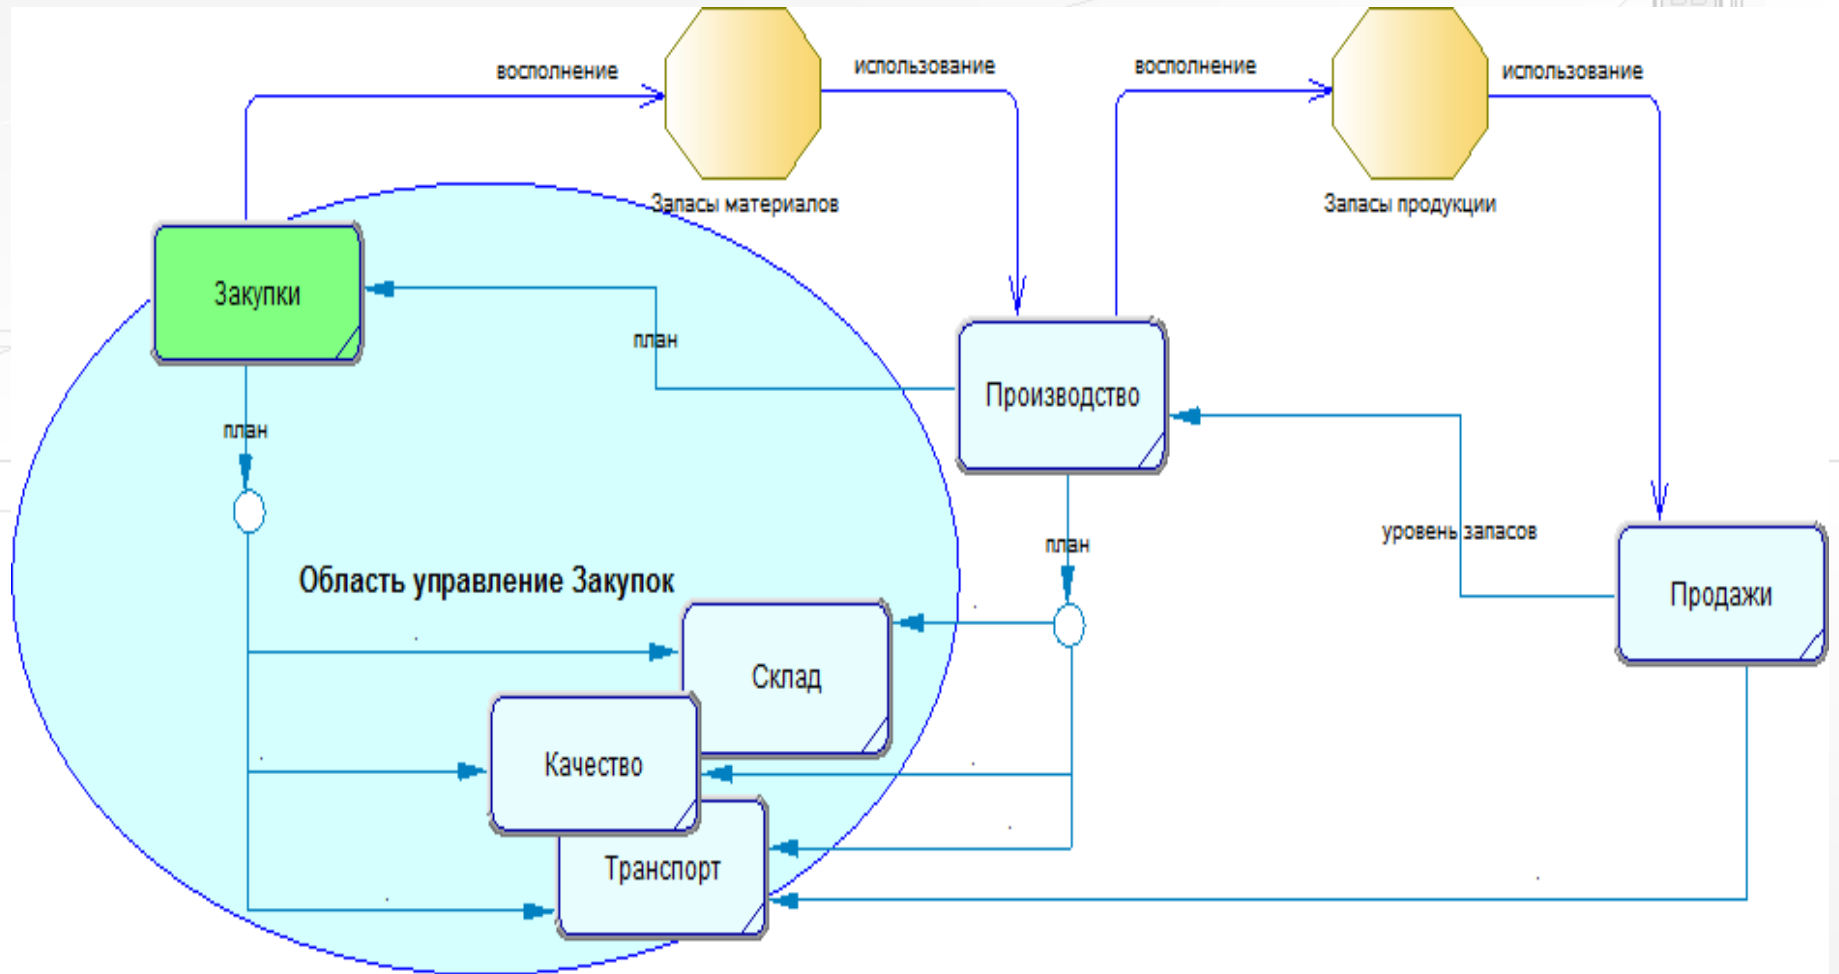 восполнение
использование
восполнение
использование
Запасы материалов
Запасы продукции
Закупки
план
Производство
план
уровень запасов
план
Область управление Закупок
Продажи
Склад
Качество
Транспорт